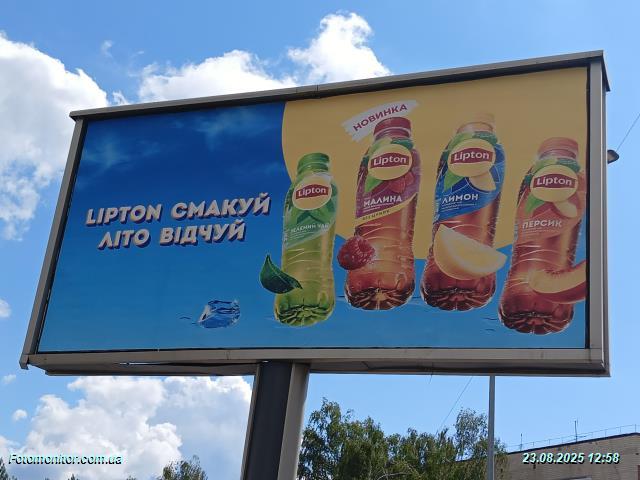 LIPTON СМАКУЙ
ЛІТО ВІДЧУЙ
НОВИНКА
Lipton
ЗЕЛЕНИЙ ЧАЙ
Lipton
МАЛИНА
Lipton
ЛИМОН
Lipton
ПЕРСИК
Fotomonitor.com.ua
23.08.2025 12:58